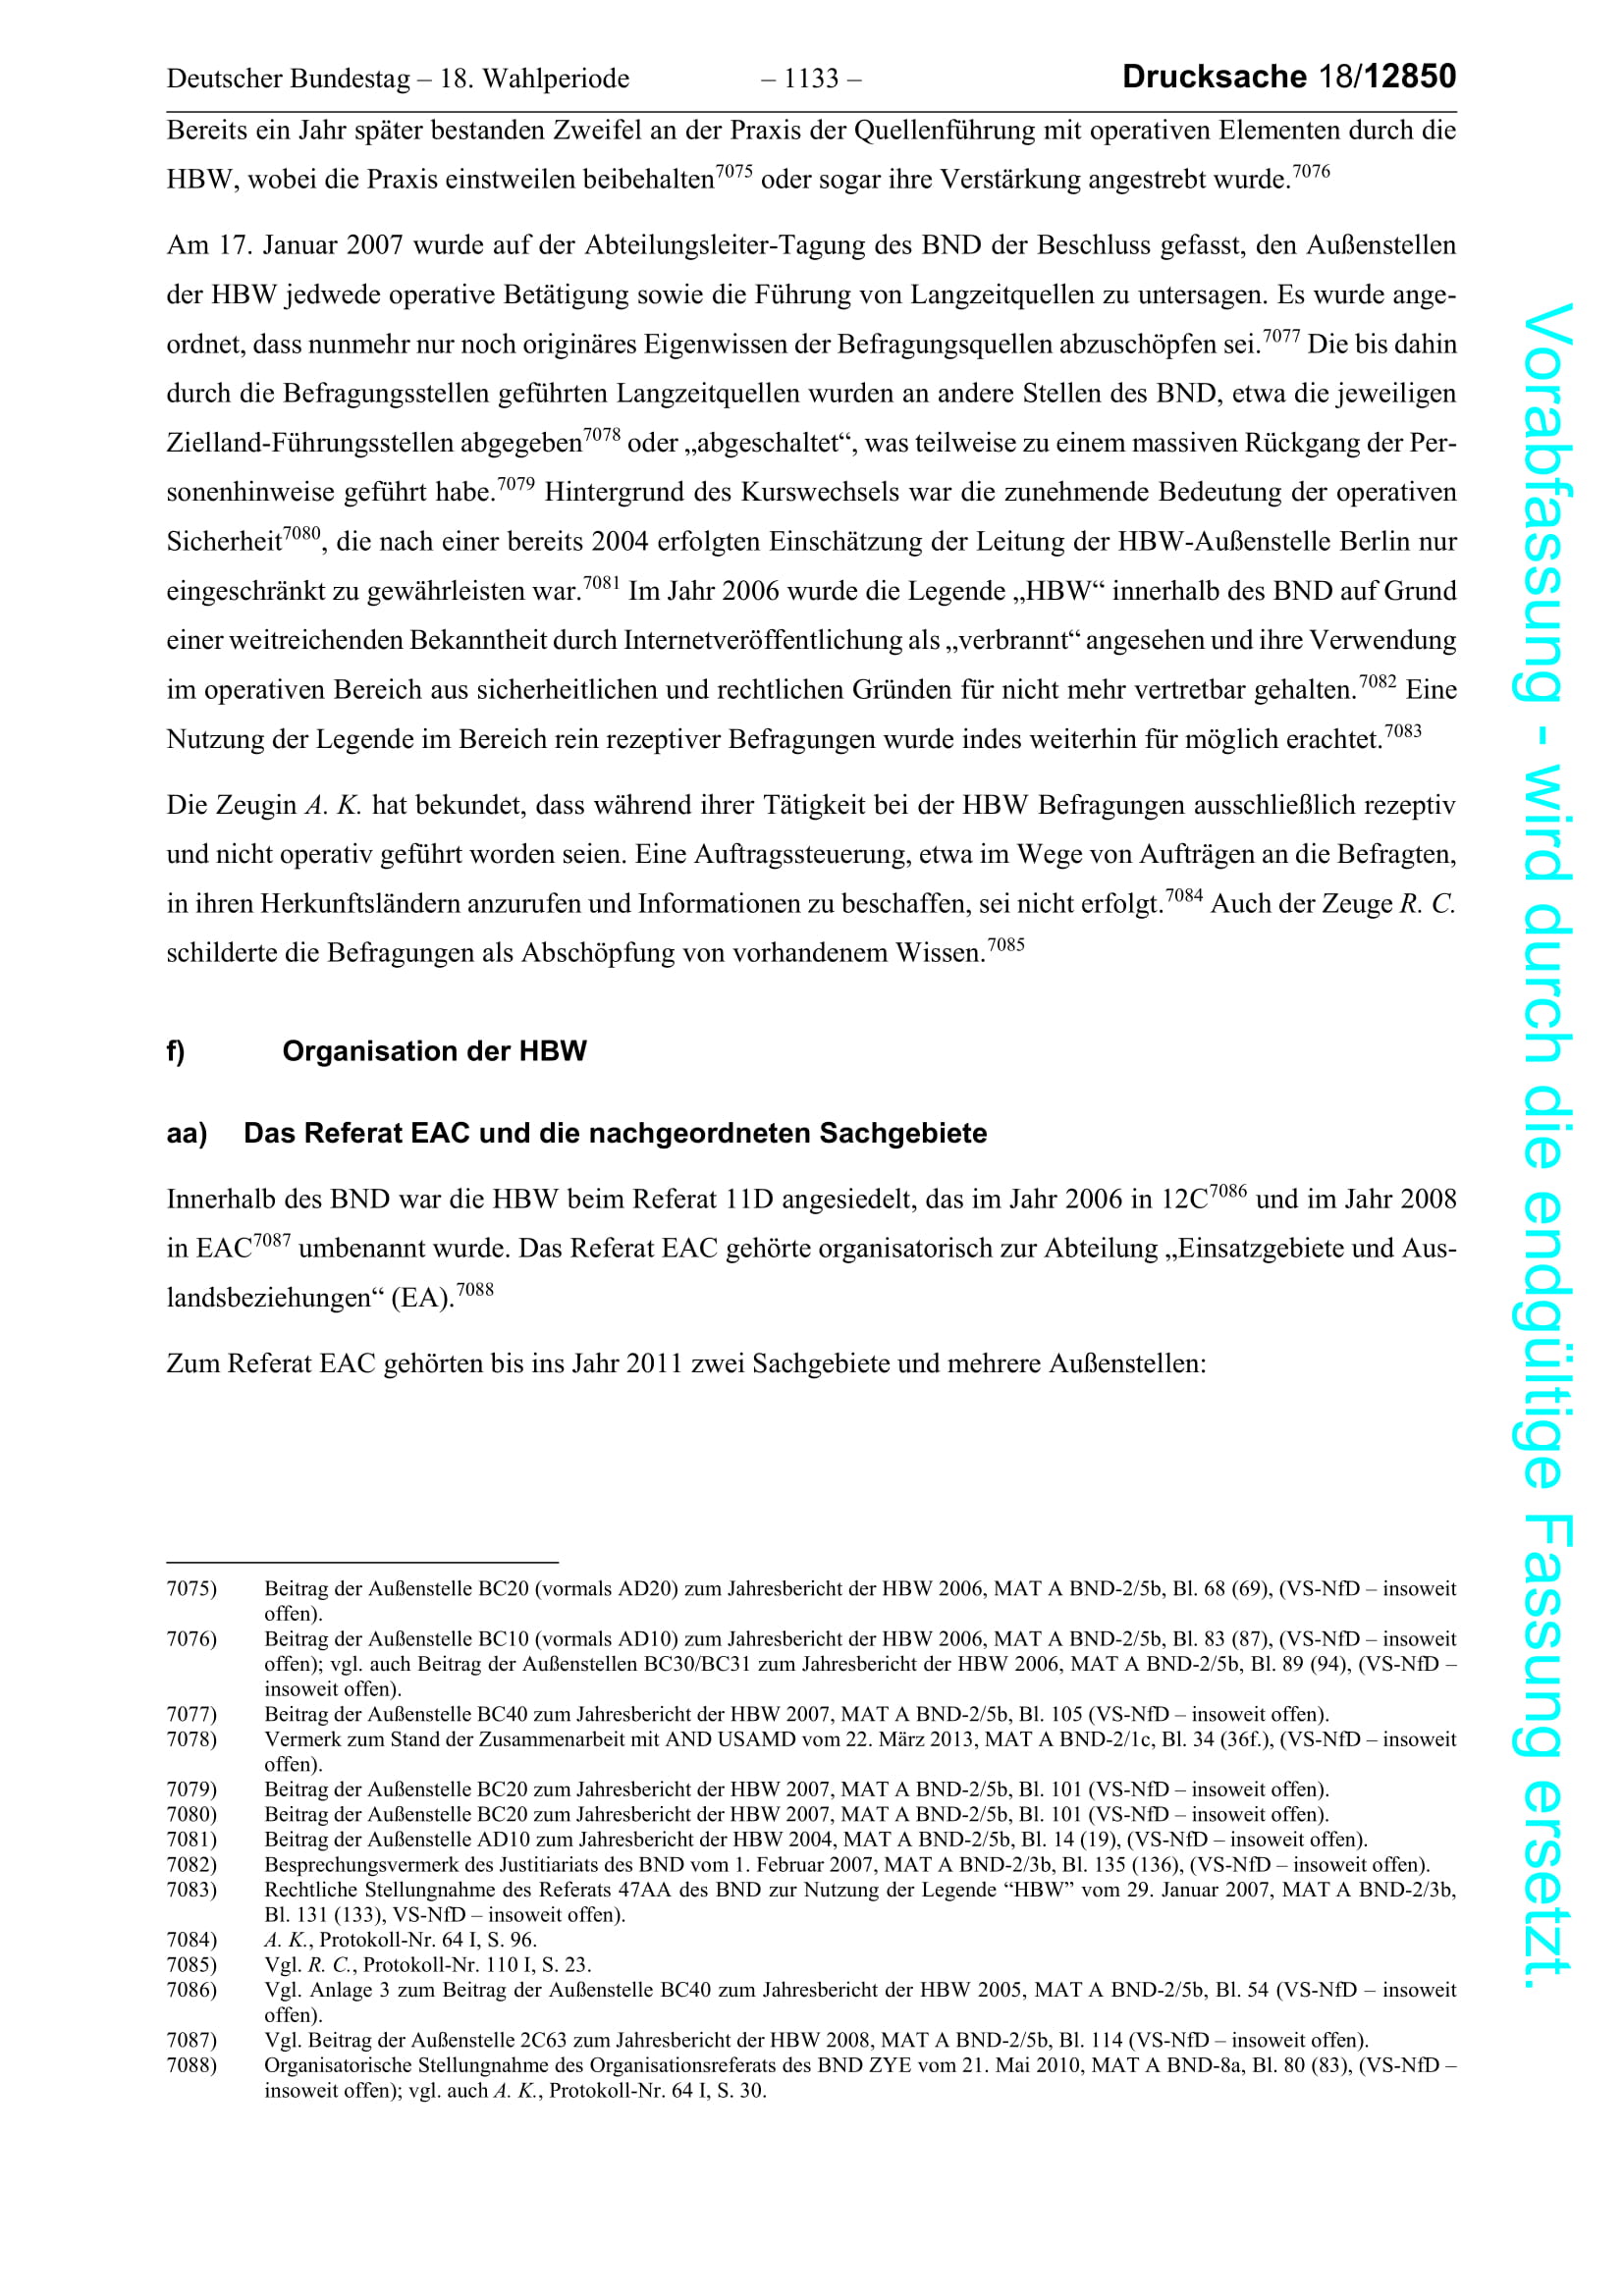 Deutscher Bundestag – 18. Wahlperiode – 1133 – Drucksache 18/12850
Bereits ein Jahr später bestanden Zweifel an der Praxis der Quellenführung mit operativen Elementen durch die
HBW, wobei die Praxis einstweilen beibehalten7075 oder sogar ihre Verstärkung angestrebt wurde.7076
Am 17. Januar 2007 wurde auf der Abteilungsleiter-Tagung des BND der Beschluss gefasst, den Außenstellen
der HBW jedwede operative Betätigung sowie die Führung von Langzeitquellen zu untersagen. Es wurde ange-
ordnet, dass nunmehr nur noch originäres Eigenwissen der Befragungsquellen abzuschöpfen sei.7077 Die bis dahin
durch die Befragungsstellen geführten Langzeitquellen wurden an andere Stellen des BND, etwa die jeweiligen
Zielland-Führungsstellen abgegeben7078 oder „abgeschaltet“, was teilweise zu einem massiven Rückgang der Per-
sonenhinweise geführt habe.7079 Hintergrund des Kurswechsels war die zunehmende Bedeutung der operativen
Sicherheit7080, die nach einer bereits 2004 erfolgten Einschätzung der Leitung der HBW-Außenstelle Berlin nur
eingeschränkt zu gewährleisten war.7081 Im Jahr 2006 wurde die Legende „HBW“ innerhalb des BND auf Grund
einer weitreichenden Bekanntheit durch Internetveröffentlichung als „verbrannt“ angesehen und ihre Verwendung
im operativen Bereich aus sicherheitlichen und rechtlichen Gründen für nicht mehr vertretbar gehalten.7082 Eine
Nutzung der Legende im Bereich rein rezeptiver Befragungen wurde indes weiterhin für möglich erachtet.7083
Die Zeugin A. K. hat bekundet, dass während ihrer Tätigkeit bei der HBW Befragungen ausschließlich rezeptiv
und nicht operativ geführt worden seien. Eine Auftragssteuerung, etwa im Wege von Aufträgen an die Befragten,
in ihren Herkunftsländern anzurufen und Informationen zu beschaffen, sei nicht erfolgt.7084 Auch der Zeuge R. C.
schilderte die Befragungen als Abschöpfung von vorhandenem Wissen.7085
f) Organisation der HBW
aa) Das Referat EAC und die nachgeordneten Sachgebiete
Innerhalb des BND war die HBW beim Referat 11D angesiedelt, das im Jahr 2006 in 12C7086 und im Jahr 2008
in EAC7087 umbenannt wurde. Das Referat EAC gehörte organisatorisch zur Abteilung „Einsatzgebiete und Aus-
landsbeziehungen“ (EA).7088
Zum Referat EAC gehörten bis ins Jahr 2011 zwei Sachgebiete und mehrere Außenstellen:
7075) Beitrag der Außenstelle BC20 (vormals AD20) zum Jahresbericht der HBW 2006, MAT A BND-2/5b, Bl. 68 (69), (VS-NfD – insoweit
offen).
7076) Beitrag der Außenstelle BC10 (vormals AD10) zum Jahresbericht der HBW 2006, MAT A BND-2/5b, Bl. 83 (87), (VS-NfD – insoweit
offen); vgl. auch Beitrag der Außenstellen BC30/BC31 zum Jahresbericht der HBW 2006, MAT A BND-2/5b, Bl. 89 (94), (VS-NfD –
insoweit offen).
7077) Beitrag der Außenstelle BC40 zum Jahresbericht der HBW 2007, MAT A BND-2/5b, Bl. 105 (VS-NfD – insoweit offen).
7078) Vermerk zum Stand der Zusammenarbeit mit AND USAMD vom 22. März 2013, MAT A BND-2/1c, Bl. 34 (36f.), (VS-NfD – insoweit
offen).
7079) Beitrag der Außenstelle BC20 zum Jahresbericht der HBW 2007, MAT A BND-2/5b, Bl. 101 (VS-NfD – insoweit offen).
7080) Beitrag der Außenstelle BC20 zum Jahresbericht der HBW 2007, MAT A BND-2/5b, Bl. 101 (VS-NfD – insoweit offen).
7081) Beitrag der Außenstelle AD10 zum Jahresbericht der HBW 2004, MAT A BND-2/5b, Bl. 14 (19), (VS-NfD – insoweit offen).
7082) Besprechungsvermerk des Justitiariats des BND vom 1. Februar 2007, MAT A BND-2/3b, Bl. 135 (136), (VS-NfD – insoweit offen).
7083) Rechtliche Stellungnahme des Referats 47AA des BND zur Nutzung der Legende “HBW” vom 29. Januar 2007, MAT A BND-2/3b,
Bl. 131 (133), VS-NfD – insoweit offen).
7084) A. K., Protokoll-Nr. 64 I, S. 96.
7085) Vgl. R. C., Protokoll-Nr. 110 I, S. 23.
7086) Vgl. Anlage 3 zum Beitrag der Außenstelle BC40 zum Jahresbericht der HBW 2005, MAT A BND-2/5b, Bl. 54 (VS-NfD – insoweit
offen).
7087) Vgl. Beitrag der Außenstelle 2C63 zum Jahresbericht der HBW 2008, MAT A BND-2/5b, Bl. 114 (VS-NfD – insoweit offen).
7088) Organisatorische Stellungnahme des Organisationsreferats des BND ZYE vom 21. Mai 2010, MAT A BND-8a, Bl. 80 (83), (VS-NfD –
insoweit offen); vgl. auch A. K., Protokoll-Nr. 64 I, S. 30.
Vorabfassung - wird durch die endgültige Fassung ersetzt.